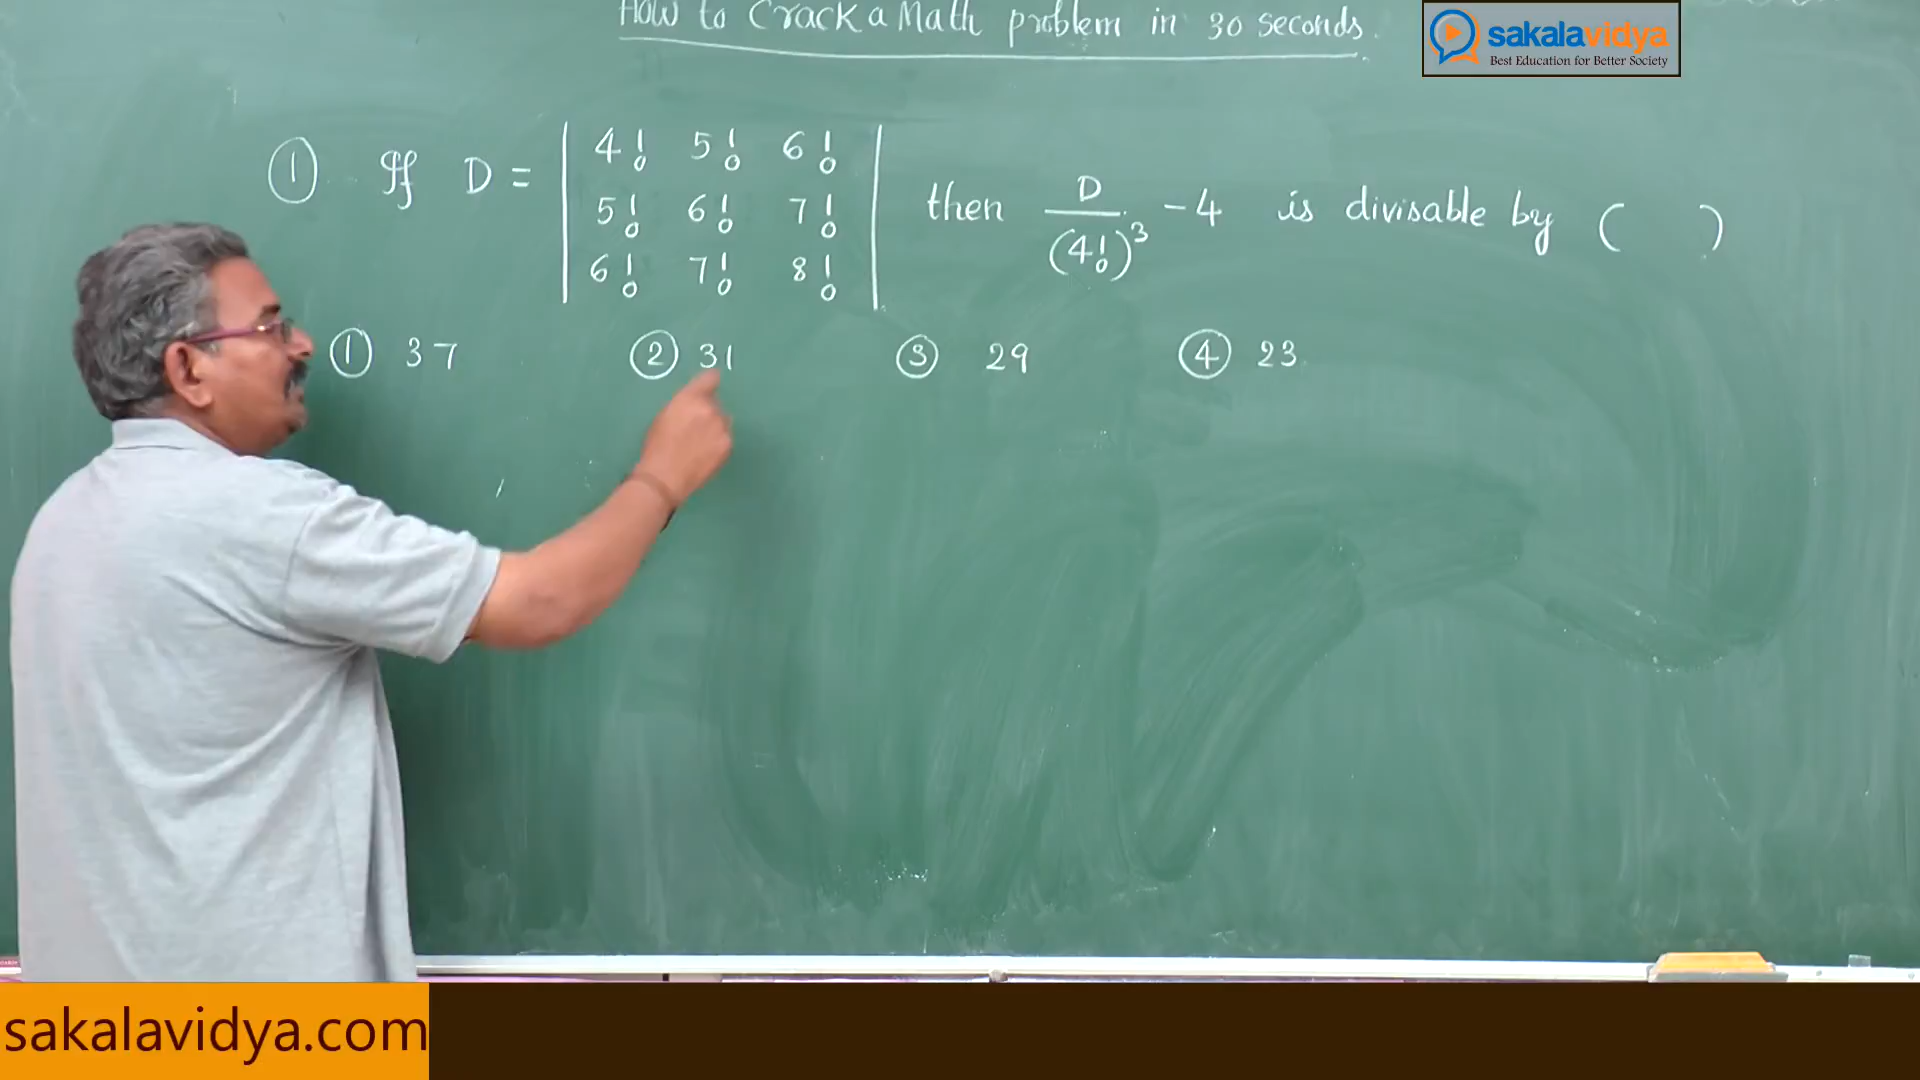 How to Crack a Math problem in 30 seconds.
sakalavidya
Best Education for Better Society
① If D = | 4! 5! 6! | then D/(4!)³ - 4 is divisable by ( )
| 5! 6! 7! |
| 6! 7! 8! |
① 37 ② 31 ③ 29 ④ 23
sakalavidya.com